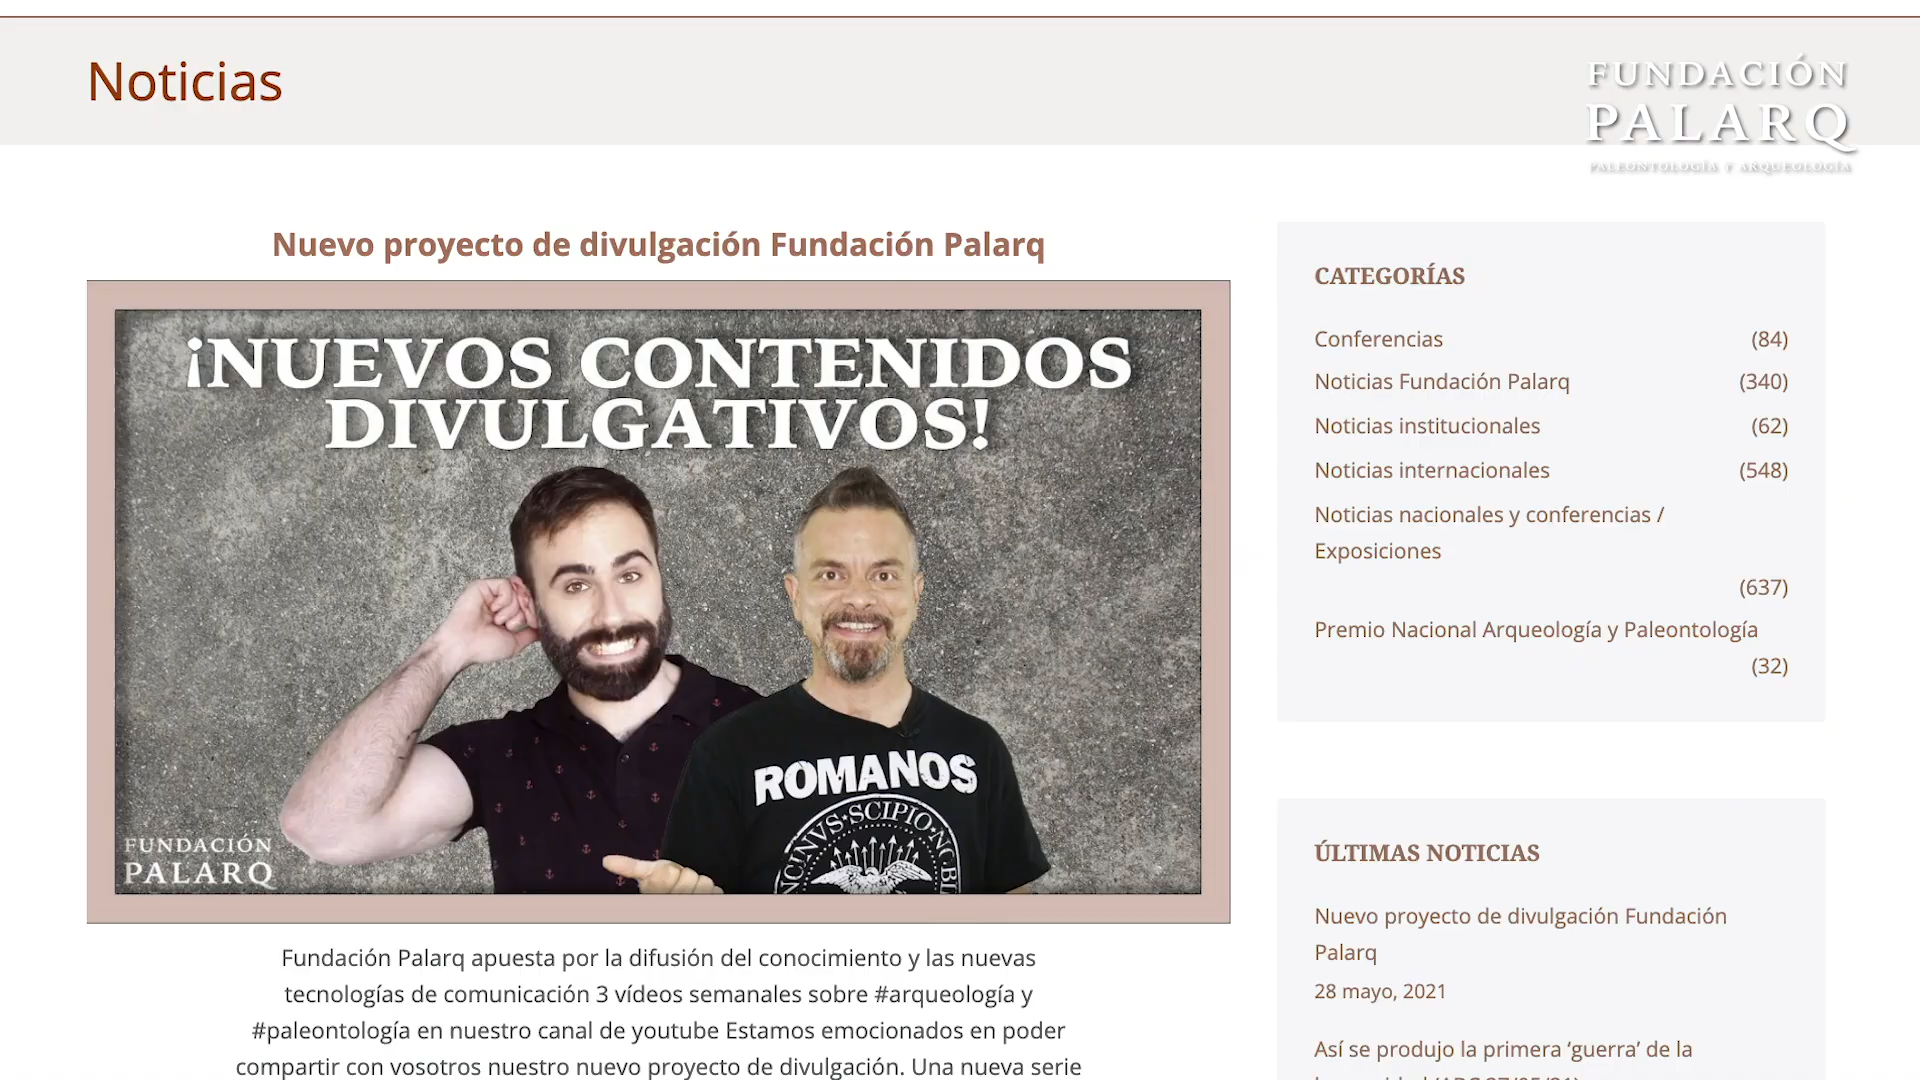 Noticias
FUNDACIÓN
PALARQ
PALEONTOLOGÍA Y ARQUEOLOGÍA
Nuevo proyecto de divulgación Fundación Palarq
¡NUEVOS CONTENIDOS
DIVULGATIVOS!
ROMANOS
SCIPIO
FUNDACIÓN
PALARQ
Fundación Palarq apuesta por la difusión del conocimiento y las nuevas
tecnologías de comunicación 3 vídeos semanales sobre #arqueología y
#paleontología en nuestro canal de youtube Estamos emocionados en poder
compartir con vosotros nuestro nuevo proyecto de divulgación. Una nueva serie
CATEGORÍAS
Conferencias (84)
Noticias Fundación Palarq (340)
Noticias institucionales (62)
Noticias internacionales (548)
Noticias nacionales y conferencias /
Exposiciones
(637)
Premio Nacional Arqueología y Paleontología
(32)
ÚLTIMAS NOTICIAS
Nuevo proyecto de divulgación Fundación
Palarq
28 mayo, 2021
Así se produjo la primera ‘guerra’ de la